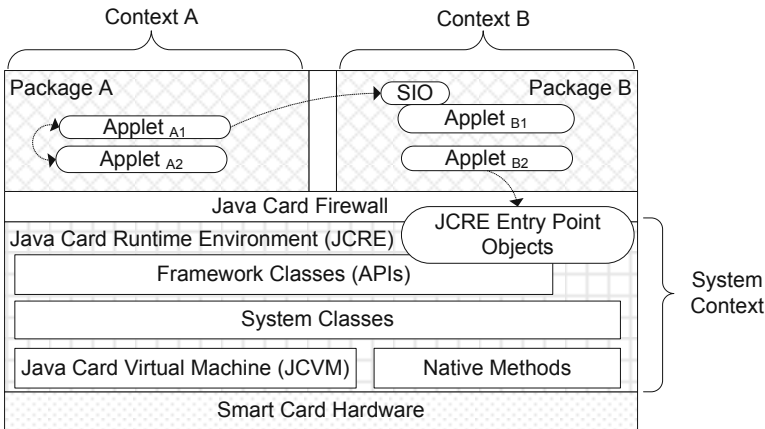 Context A
Context B
Package A
SIO
Package B
Applet A1
Applet B1
Applet A2
Applet B2
Java Card Firewall
JCRE Entry Point
Objects
Java Card Runtime Environment (JCRE)
Framework Classes (APIs)
System
Context
System Classes
Java Card Virtual Machine (JCVM)
Native Methods
Smart Card Hardware